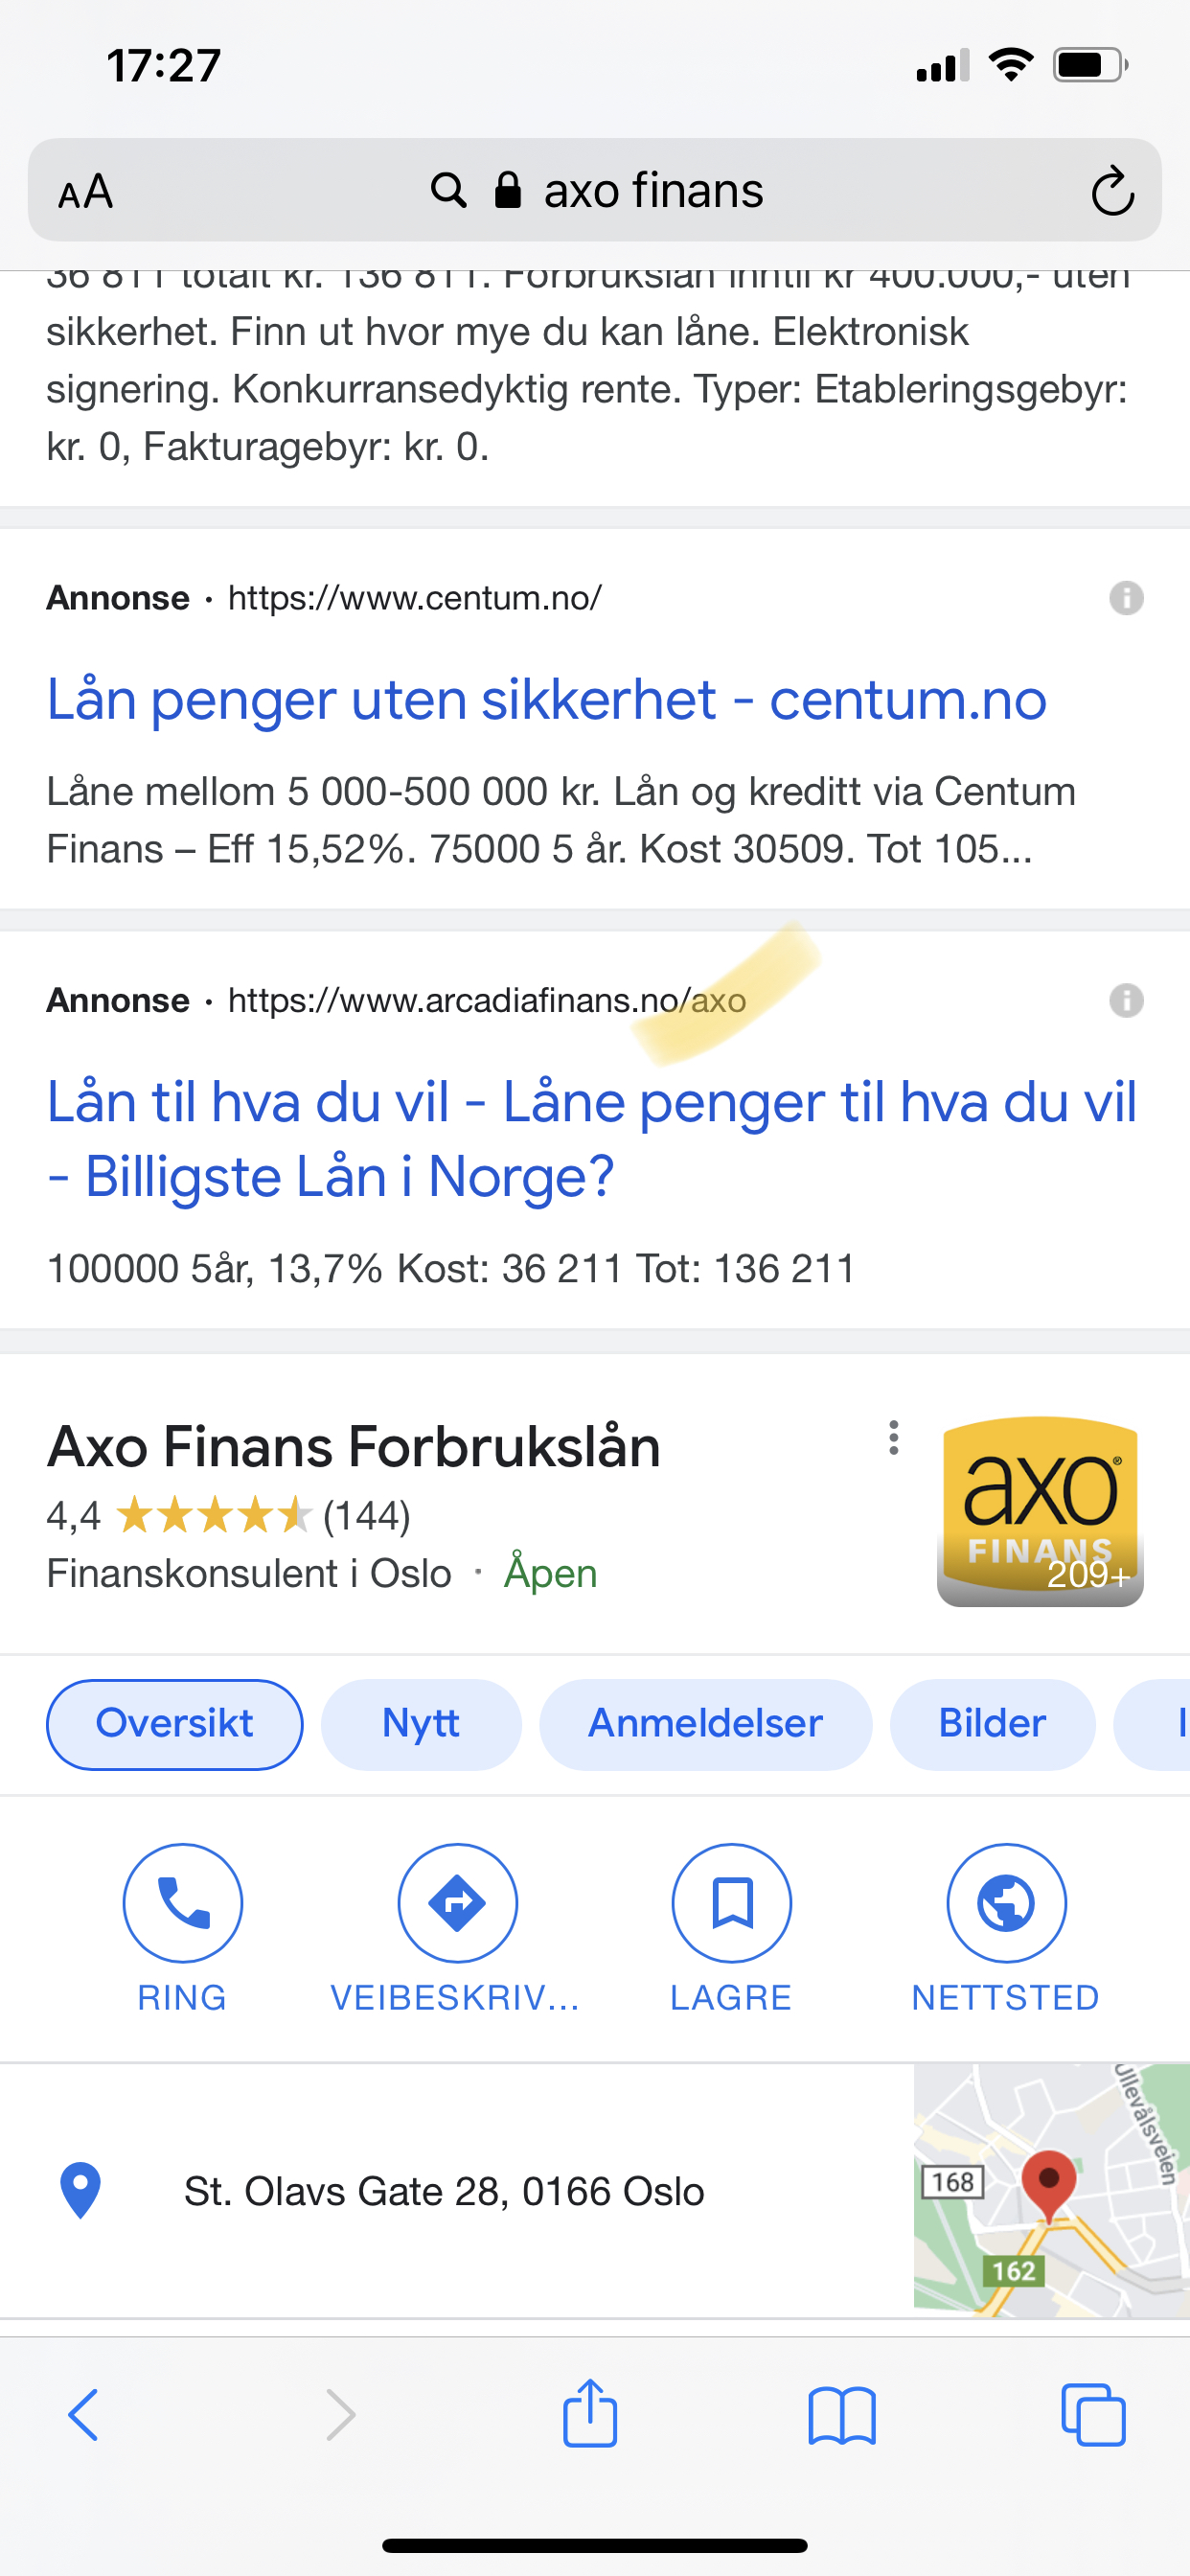 17:27
AA axo finans
36 811 totalt kr. 136 811. Forbrukslån inntil kr 400.000,- uten
sikkerhet. Finn ut hvor mye du kan låne. Elektronisk
signering. Konkurransedyktig rente. Typer: Etableringsgebyr:
kr. 0, Fakturagebyr: kr. 0.
Annonse · https://www.centum.no/
Lån penger uten sikkerhet - centum.no
Låne mellom 5 000-500 000 kr. Lån og kreditt via Centum
Finans – Eff 15,52%. 75000 5 år. Kost 30509. Tot 105...
Annonse · https://www.arcadiafinans.no/axo
Lån til hva du vil - Låne penger til hva du vil
- Billigste Lån i Norge?
100000 5år, 13,7% Kost: 36 211 Tot: 136 211
Axo Finans Forbrukslån
4,4 (144)
Finanskonsulent i Oslo · Åpen
axo®
FINANS
209+
Oversikt Nytt Anmeldelser Bilder
RING VEIBESKRIV... LAGRE NETTSTED
St. Olavs Gate 28, 0166 Oslo
Ullevålsveien
168
162